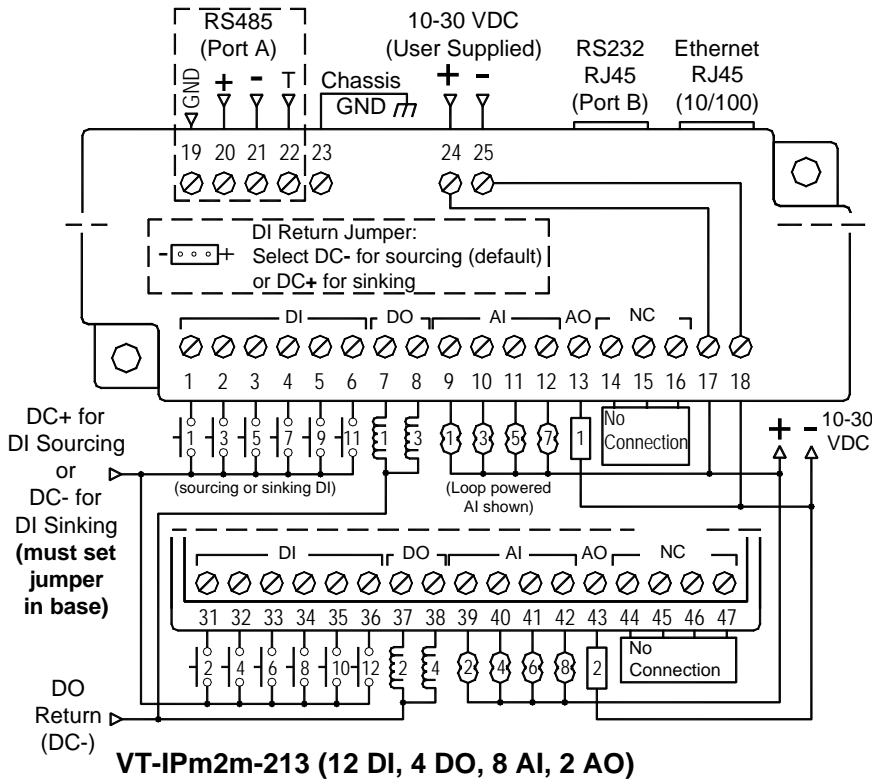 RS485
(Port A)
10-30 VDC
(User Supplied)
RS232
RJ45
(Port B)
Ethernet
RJ45
(10/100)
GND
+ - T
Chassis
GND
+ -
19 20 21 22 23 24 25
DI Return Jumper:
Select DC- for sourcing (default)
or DC+ for sinking
- +
DI DO AI AO NC
1 2 3 4 5 6 7 8 9 10 11 12 13 14 15 16 17 18
DC+ for
DI Sourcing
or
DC- for
DI Sinking
(must set
jumper
in base)
1 3 5 7 9 11 1 3 1 3 5 7 1
No
Connection
+ -
10-30
VDC
(sourcing or sinking DI)
(Loop powered
AI shown)
DI DO AI AO NC
31 32 33 34 35 36 37 38 39 40 41 42 43 44 45 46 47
2 4 6 8 10 12 2 4 2 4 6 8 2
No
Connection
DO
Return
(DC-)
VT-IPm2m-213 (12 DI, 4 DO, 8 AI, 2 AO)